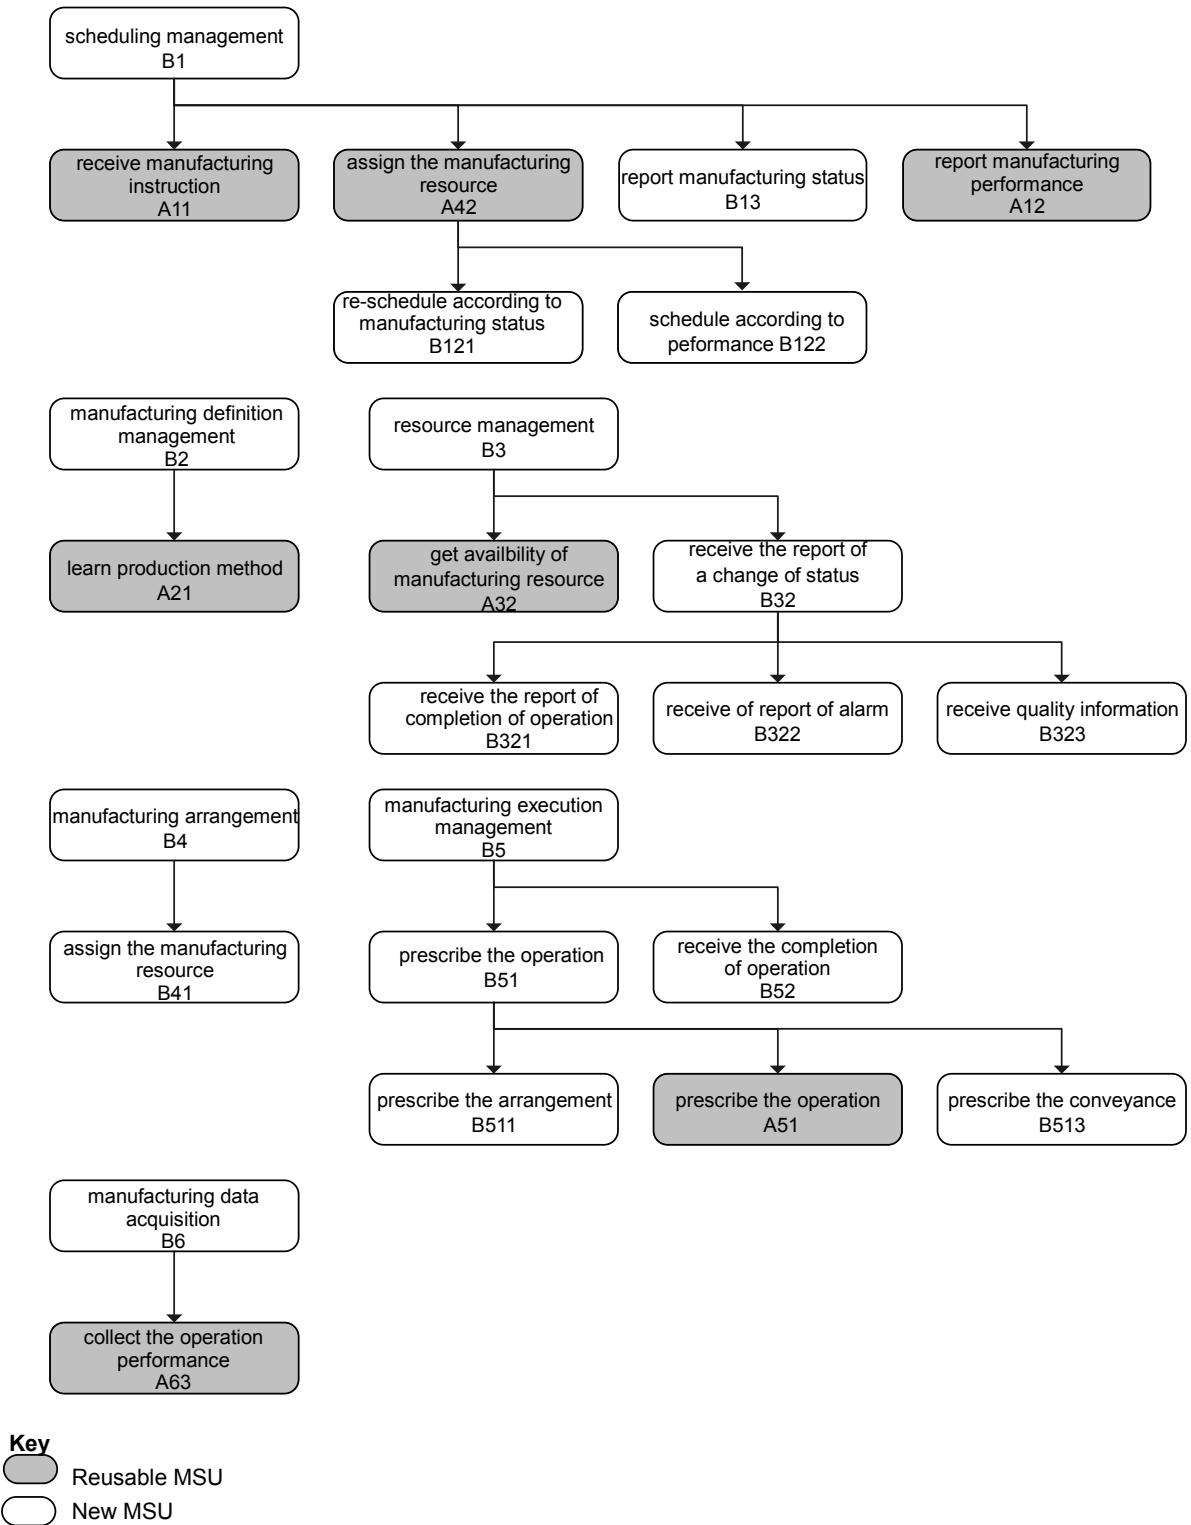 scheduling management
B1
receive manufacturing
instruction
A11
assign the manufacturing
resource
A42
report manufacturing status
B13
report manufacturing
performance
A12
re-schedule according to
manufacturing status
B121
schedule according to
peformance B122
manufacturing definition
management
B2
resource management
B3
learn production method
A21
get availbility of
manufacturing resource
A32
receive the report of
a change of status
B32
receive the report of
completion of operation
B321
receive of report of alarm
B322
receive quality information
B323
manufacturing arrangement
B4
manufacturing execution
management
B5
assign the manufacturing
resource
B41
prescribe the operation
B51
receive the completion
of operation
B52
prescribe the arrangement
B511
prescribe the operation
A51
prescribe the conveyance
B513
manufacturing data
acquisition
B6
collect the operation
performance
A63
Key
Reusable MSU
New MSU